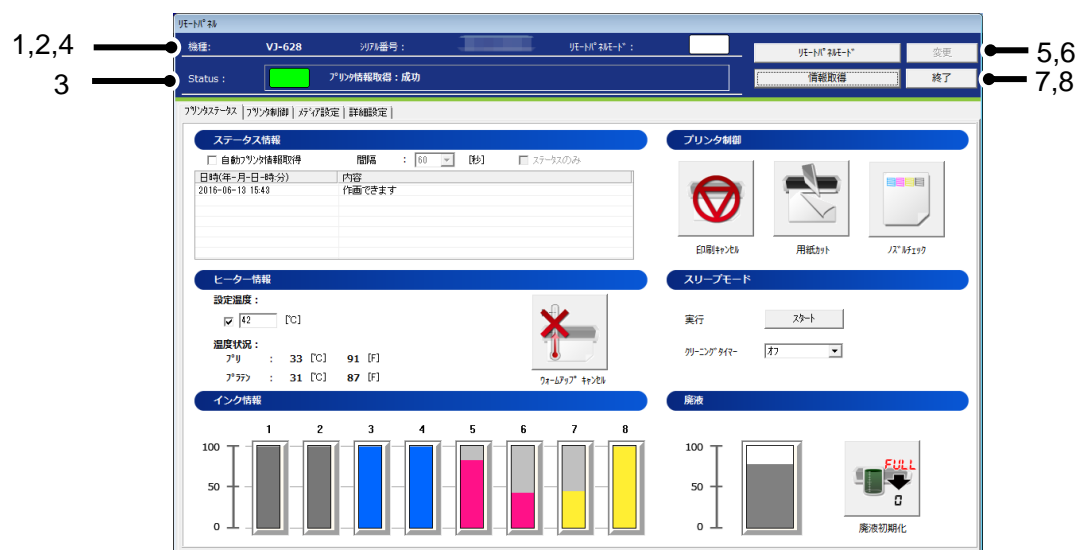 ﾘﾓｰﾄﾊﾟﾈﾙ
1,2,4
機種: VJ-628 ｼﾘｱﾙ番号 : ﾘﾓｰﾄﾊﾟﾈﾙﾓｰﾄﾞ :
ﾘﾓｰﾄﾊﾟﾈﾙﾓｰﾄﾞ 変更
5,6
3
Status : ﾌﾟﾘﾝﾀ情報取得 : 成功
情報取得 終了
7,8
ﾌﾟﾘﾝﾀｽﾃｰﾀｽ ﾌﾟﾘﾝﾀ制御 ﾒﾃﾞｨｱ設定 詳細設定
ステータス情報
自動ﾌﾟﾘﾝﾀ情報取得 間隔 : 60 [秒] ｽﾃｰﾀｽのみ
日時(年-月-日-時:分) 内容
2016-06-13 15:43 作画できます
プリンタ制御
印刷ｷｬﾝｾﾙ 用紙ｶｯﾄ ﾉｽﾞﾙﾁｪｯｸ
ヒーター情報
設定温度 :
42 [℃]
温度状況 :
ﾌﾟﾘ : 33 [℃] 91 [F]
ﾌﾟﾗﾃﾝ : 31 [℃] 87 [F]
ｳｫｰﾑｱｯﾌﾟ ｷｬﾝｾﾙ
スリープモード
実行 ｽﾀｰﾄ
ｸﾘｰﾆﾝｸﾞﾀｲﾏｰ ｵﾌ
インク情報
1 2 3 4 5 6 7 8
100
50
0
廃液
100
50
0
FULL
0
廃液初期化